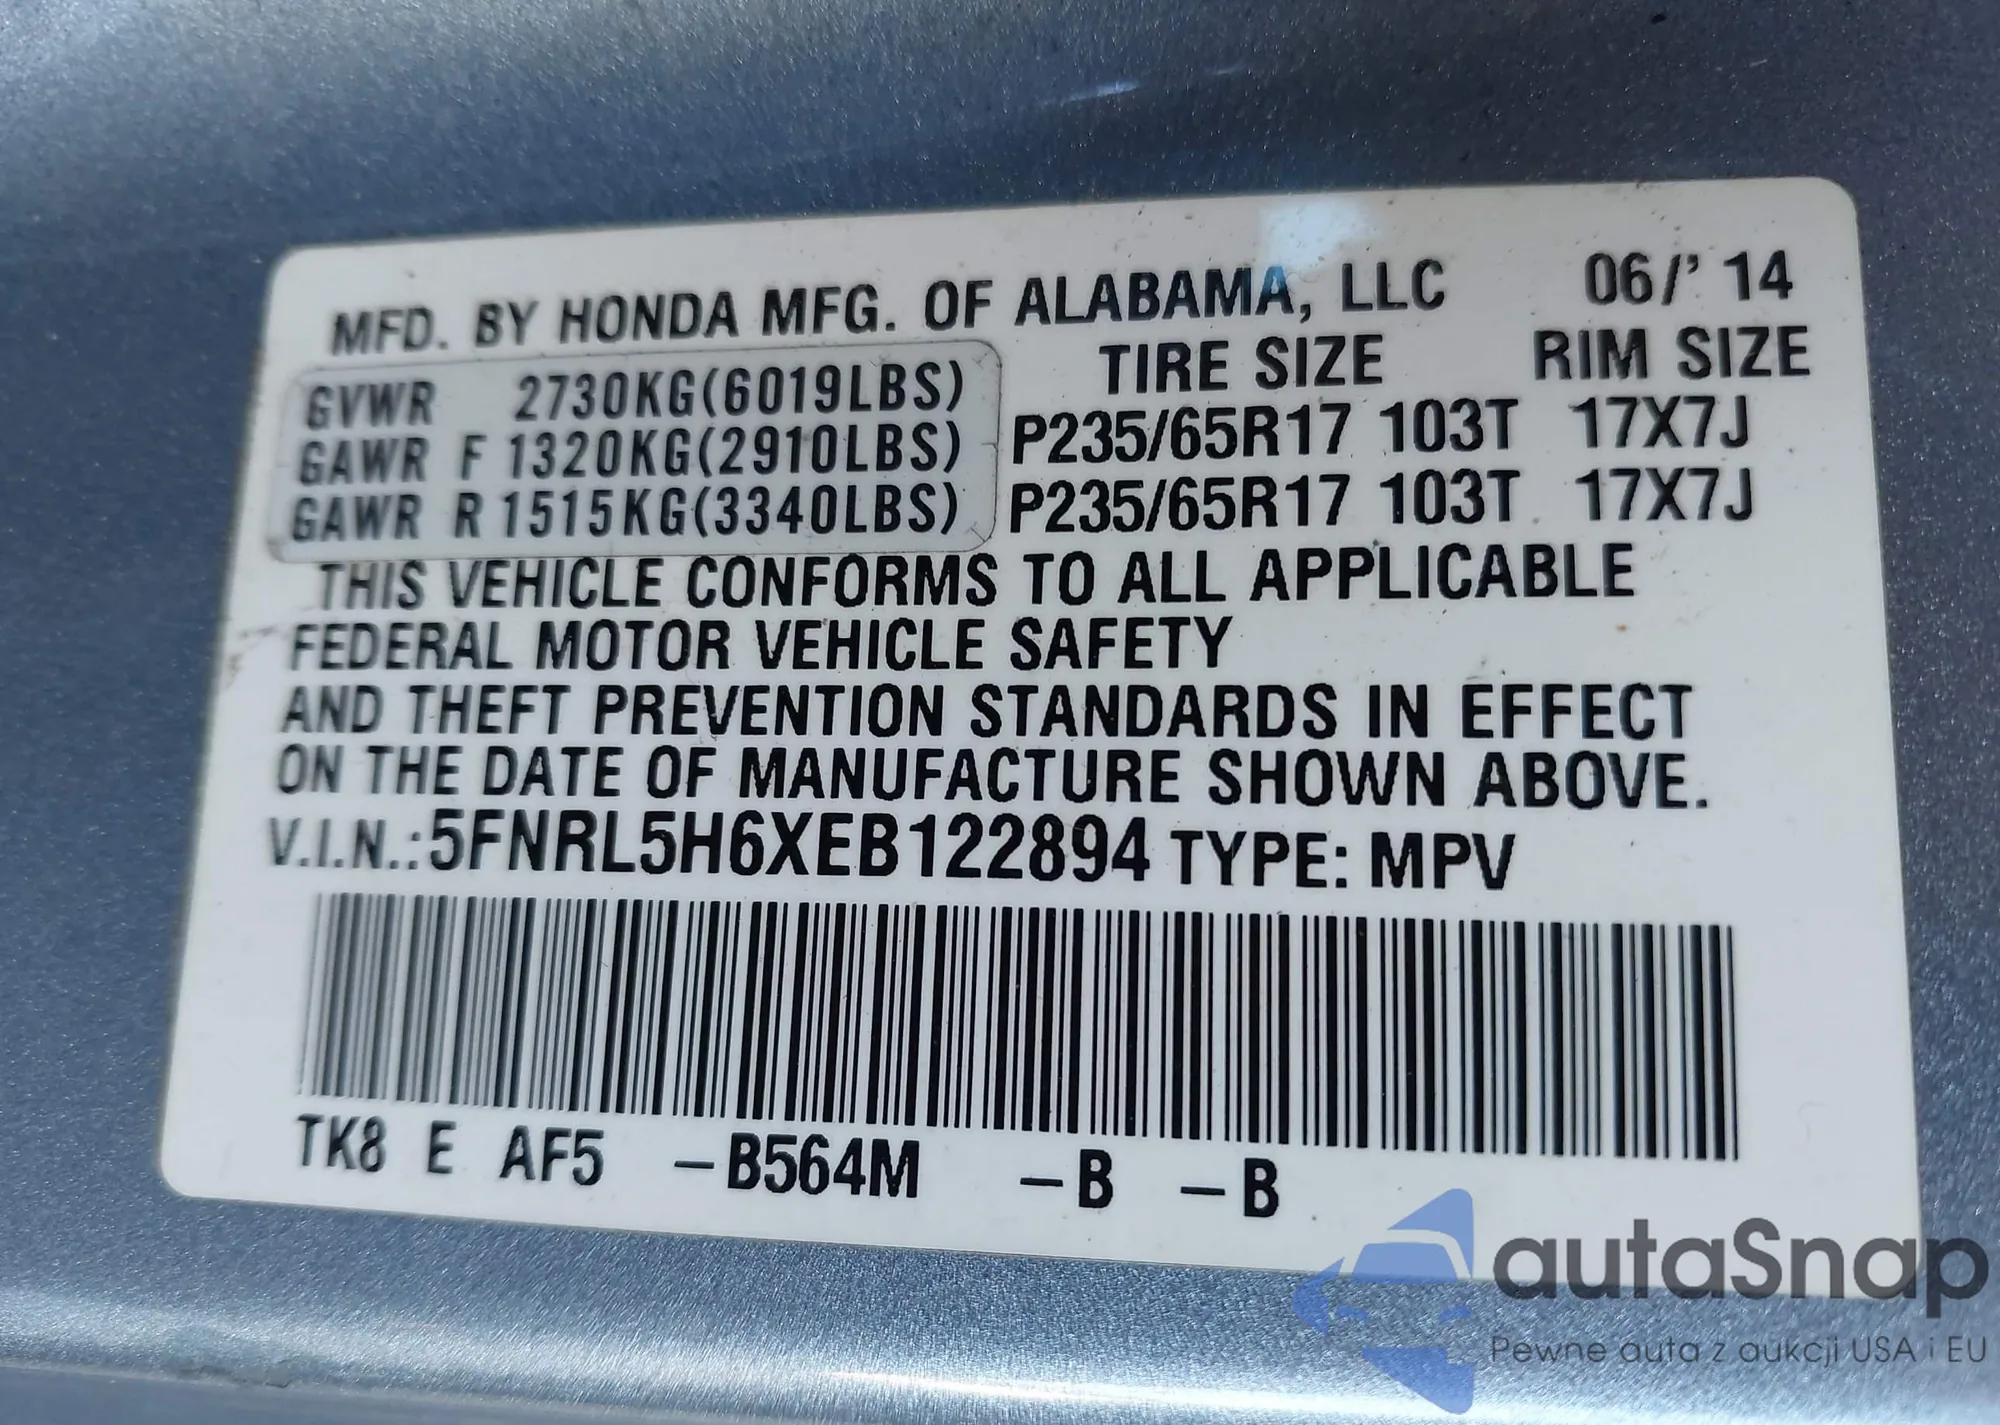 MFD. BY HONDA MFG. OF ALABAMA, LLC 06/'14
TIRE SIZE RIM SIZE
GVWR 2730KG(6019LBS)
GAWR F 1320KG(2910LBS) P235/65R17 103T 17X7J
GAWR R 1515KG(3340LBS) P235/65R17 103T 17X7J
THIS VEHICLE CONFORMS TO ALL APPLICABLE
FEDERAL MOTOR VEHICLE SAFETY
AND THEFT PREVENTION STANDARDS IN EFFECT
ON THE DATE OF MANUFACTURE SHOWN ABOVE.
V.I.N.:5FNRL5H6XEB122894 TYPE: MPV
TK8 E AF5 –B564M –B –B
autaSnap
Pewne auta z aukcji USA i EU